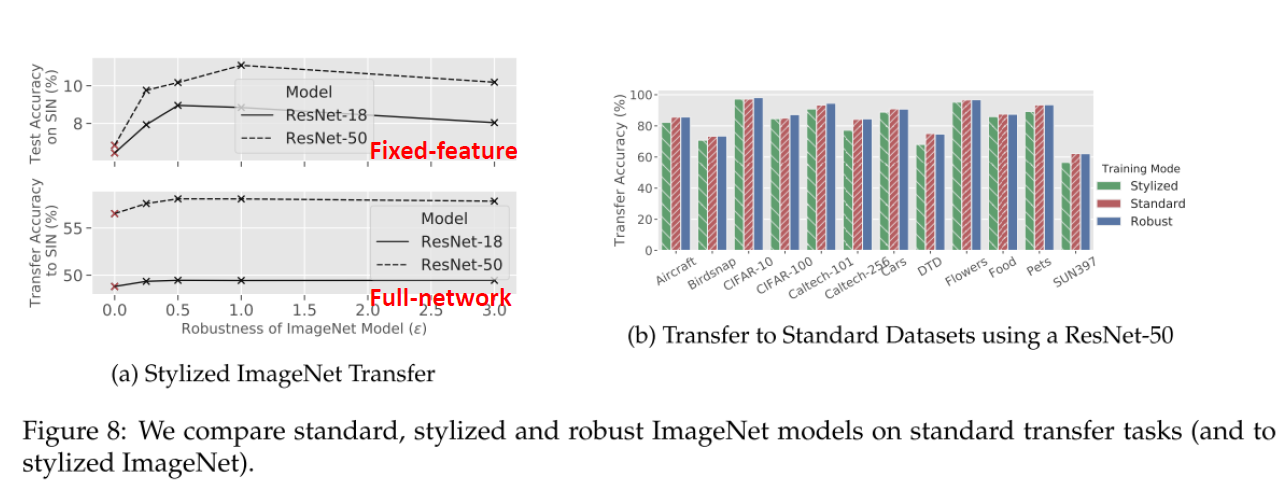 Test Accuracy
on SIN (%)
10
8
Model
ResNet-18
ResNet-50
Fixed-feature
Transfer Accuracy
to SIN (%)
55
50
Model
ResNet-18
ResNet-50
Full-network
0.0 0.5 1.0 1.5 2.0 2.5 3.0
Robustness of ImageNet Model (ε)
(a) Stylized ImageNet Transfer
Transfer Accuracy (%)
100
80
60
40
20
0
Aircraft
Birdsnap
CIFAR-10
CIFAR-100
Caltech-101
Caltech-256
Cars
DTD
Flowers
Food
Pets
SUN397
Training Mode
Stylized
Standard
Robust
(b) Transfer to Standard Datasets using a ResNet-50
Figure 8: We compare standard, stylized and robust ImageNet models on standard transfer tasks (and to
stylized ImageNet).